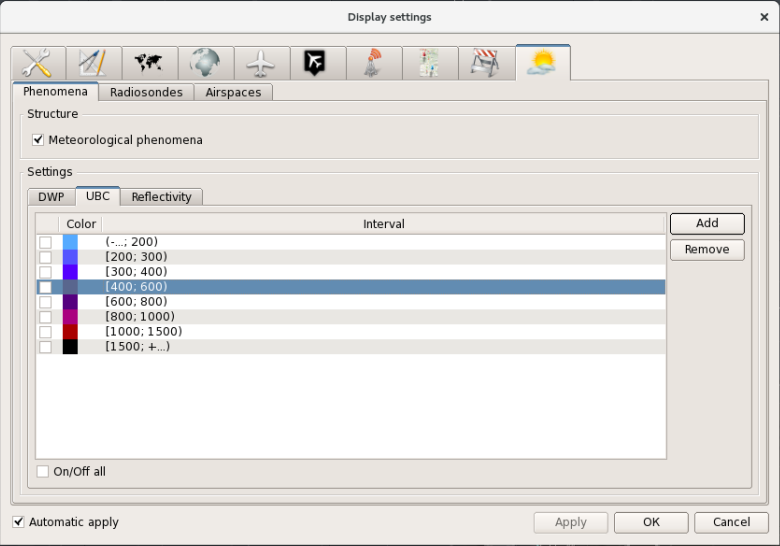 Display settings
Phenomena Radiosondes Airspaces
Structure
Meteorological phenomena
Settings
DWP UBC Reflectivity
Color Interval Add
Remove
(-...; 200)
[200; 300)
[300; 400)
[400; 600)
[600; 800)
[800; 1000)
[1000; 1500)
[1500; +...)
On/Off all
Automatic apply Apply OK Cancel